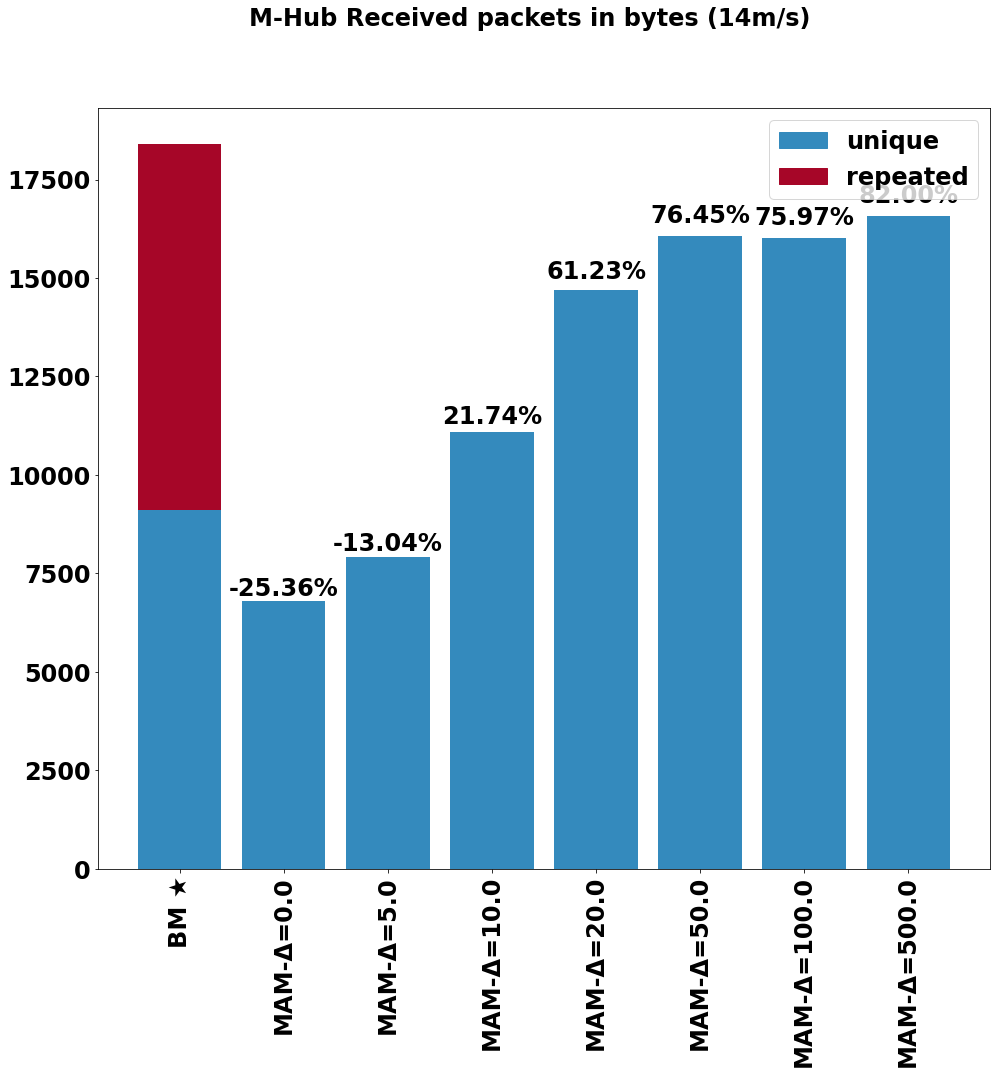 M-Hub Received packets in bytes (14m/s)
unique
repeated
17500
15000
12500
10000
7500
5000
2500
0
-25.36%
-13.04%
21.74%
61.23%
76.45%
75.97%
82.00%
BM ★
MAM-Δ=0.0
MAM-Δ=5.0
MAM-Δ=10.0
MAM-Δ=20.0
MAM-Δ=50.0
MAM-Δ=100.0
MAM-Δ=500.0